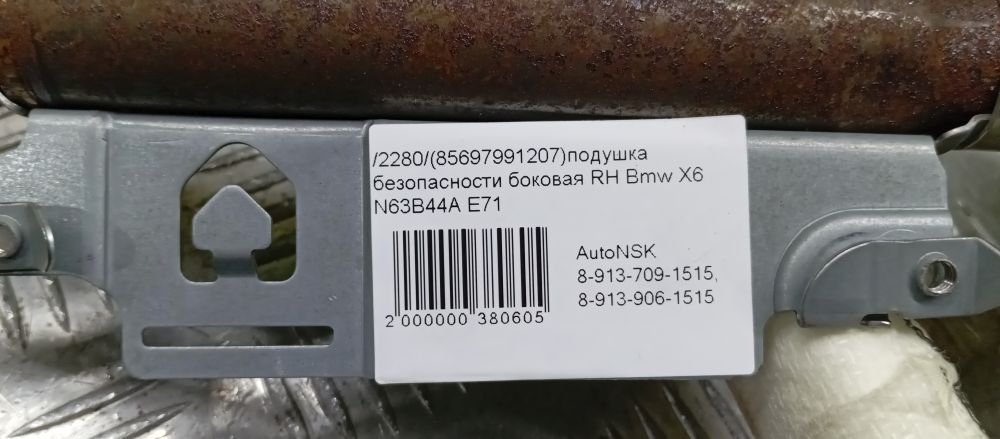 /2280/(85697991207)подушка
безопасности боковая RH Bmw X6
N63B44A E71
AutoNSK
8-913-709-1515,
8-913-906-1515
2 000000 380605